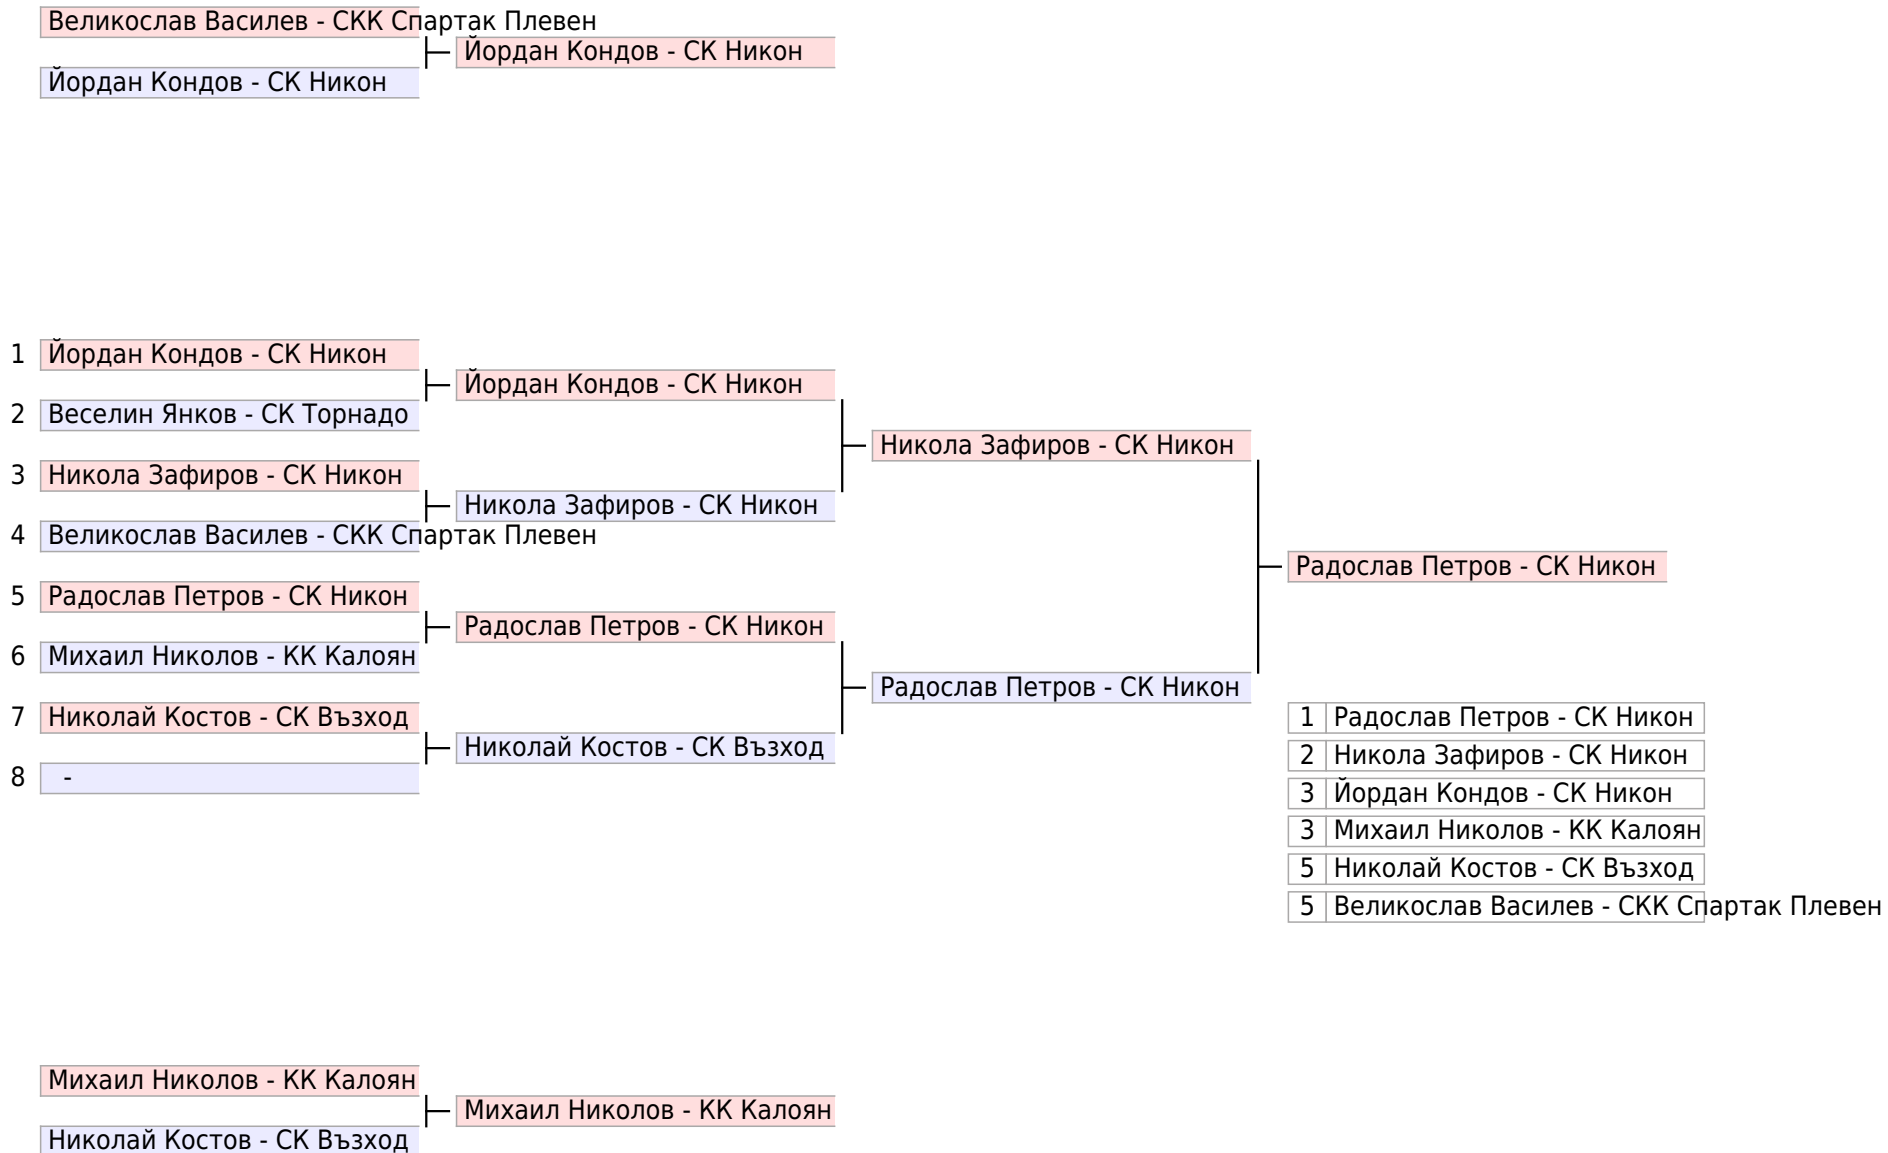 Великослав Василев - СКК Спартак Плевен
Йордан Кондов - СК Никон
Йордан Кондов - СК Никон
1 Йордан Кондов - СК Никон
Йордан Кондов - СК Никон
2 Веселин Янков - СК Торнадо
Никола Зафиров - СК Никон
3 Никола Зафиров - СК Никон
Никола Зафиров - СК Никон
4 Великослав Василев - СКК Спартак Плевен
Радослав Петров - СК Никон
5 Радослав Петров - СК Никон
Радослав Петров - СК Никон
6 Михаил Николов - КК Калоян
Радослав Петров - СК Никон
7 Николай Костов - СК Възход
Николай Костов - СК Възход
8 -
1 Радослав Петров - СК Никон
2 Никола Зафиров - СК Никон
3 Йордан Кондов - СК Никон
3 Михаил Николов - КК Калоян
5 Николай Костов - СК Възход
5 Великослав Василев - СКК Спартак Плевен
Михаил Николов - КК Калоян
Михаил Николов - КК Калоян
Николай Костов - СК Възход